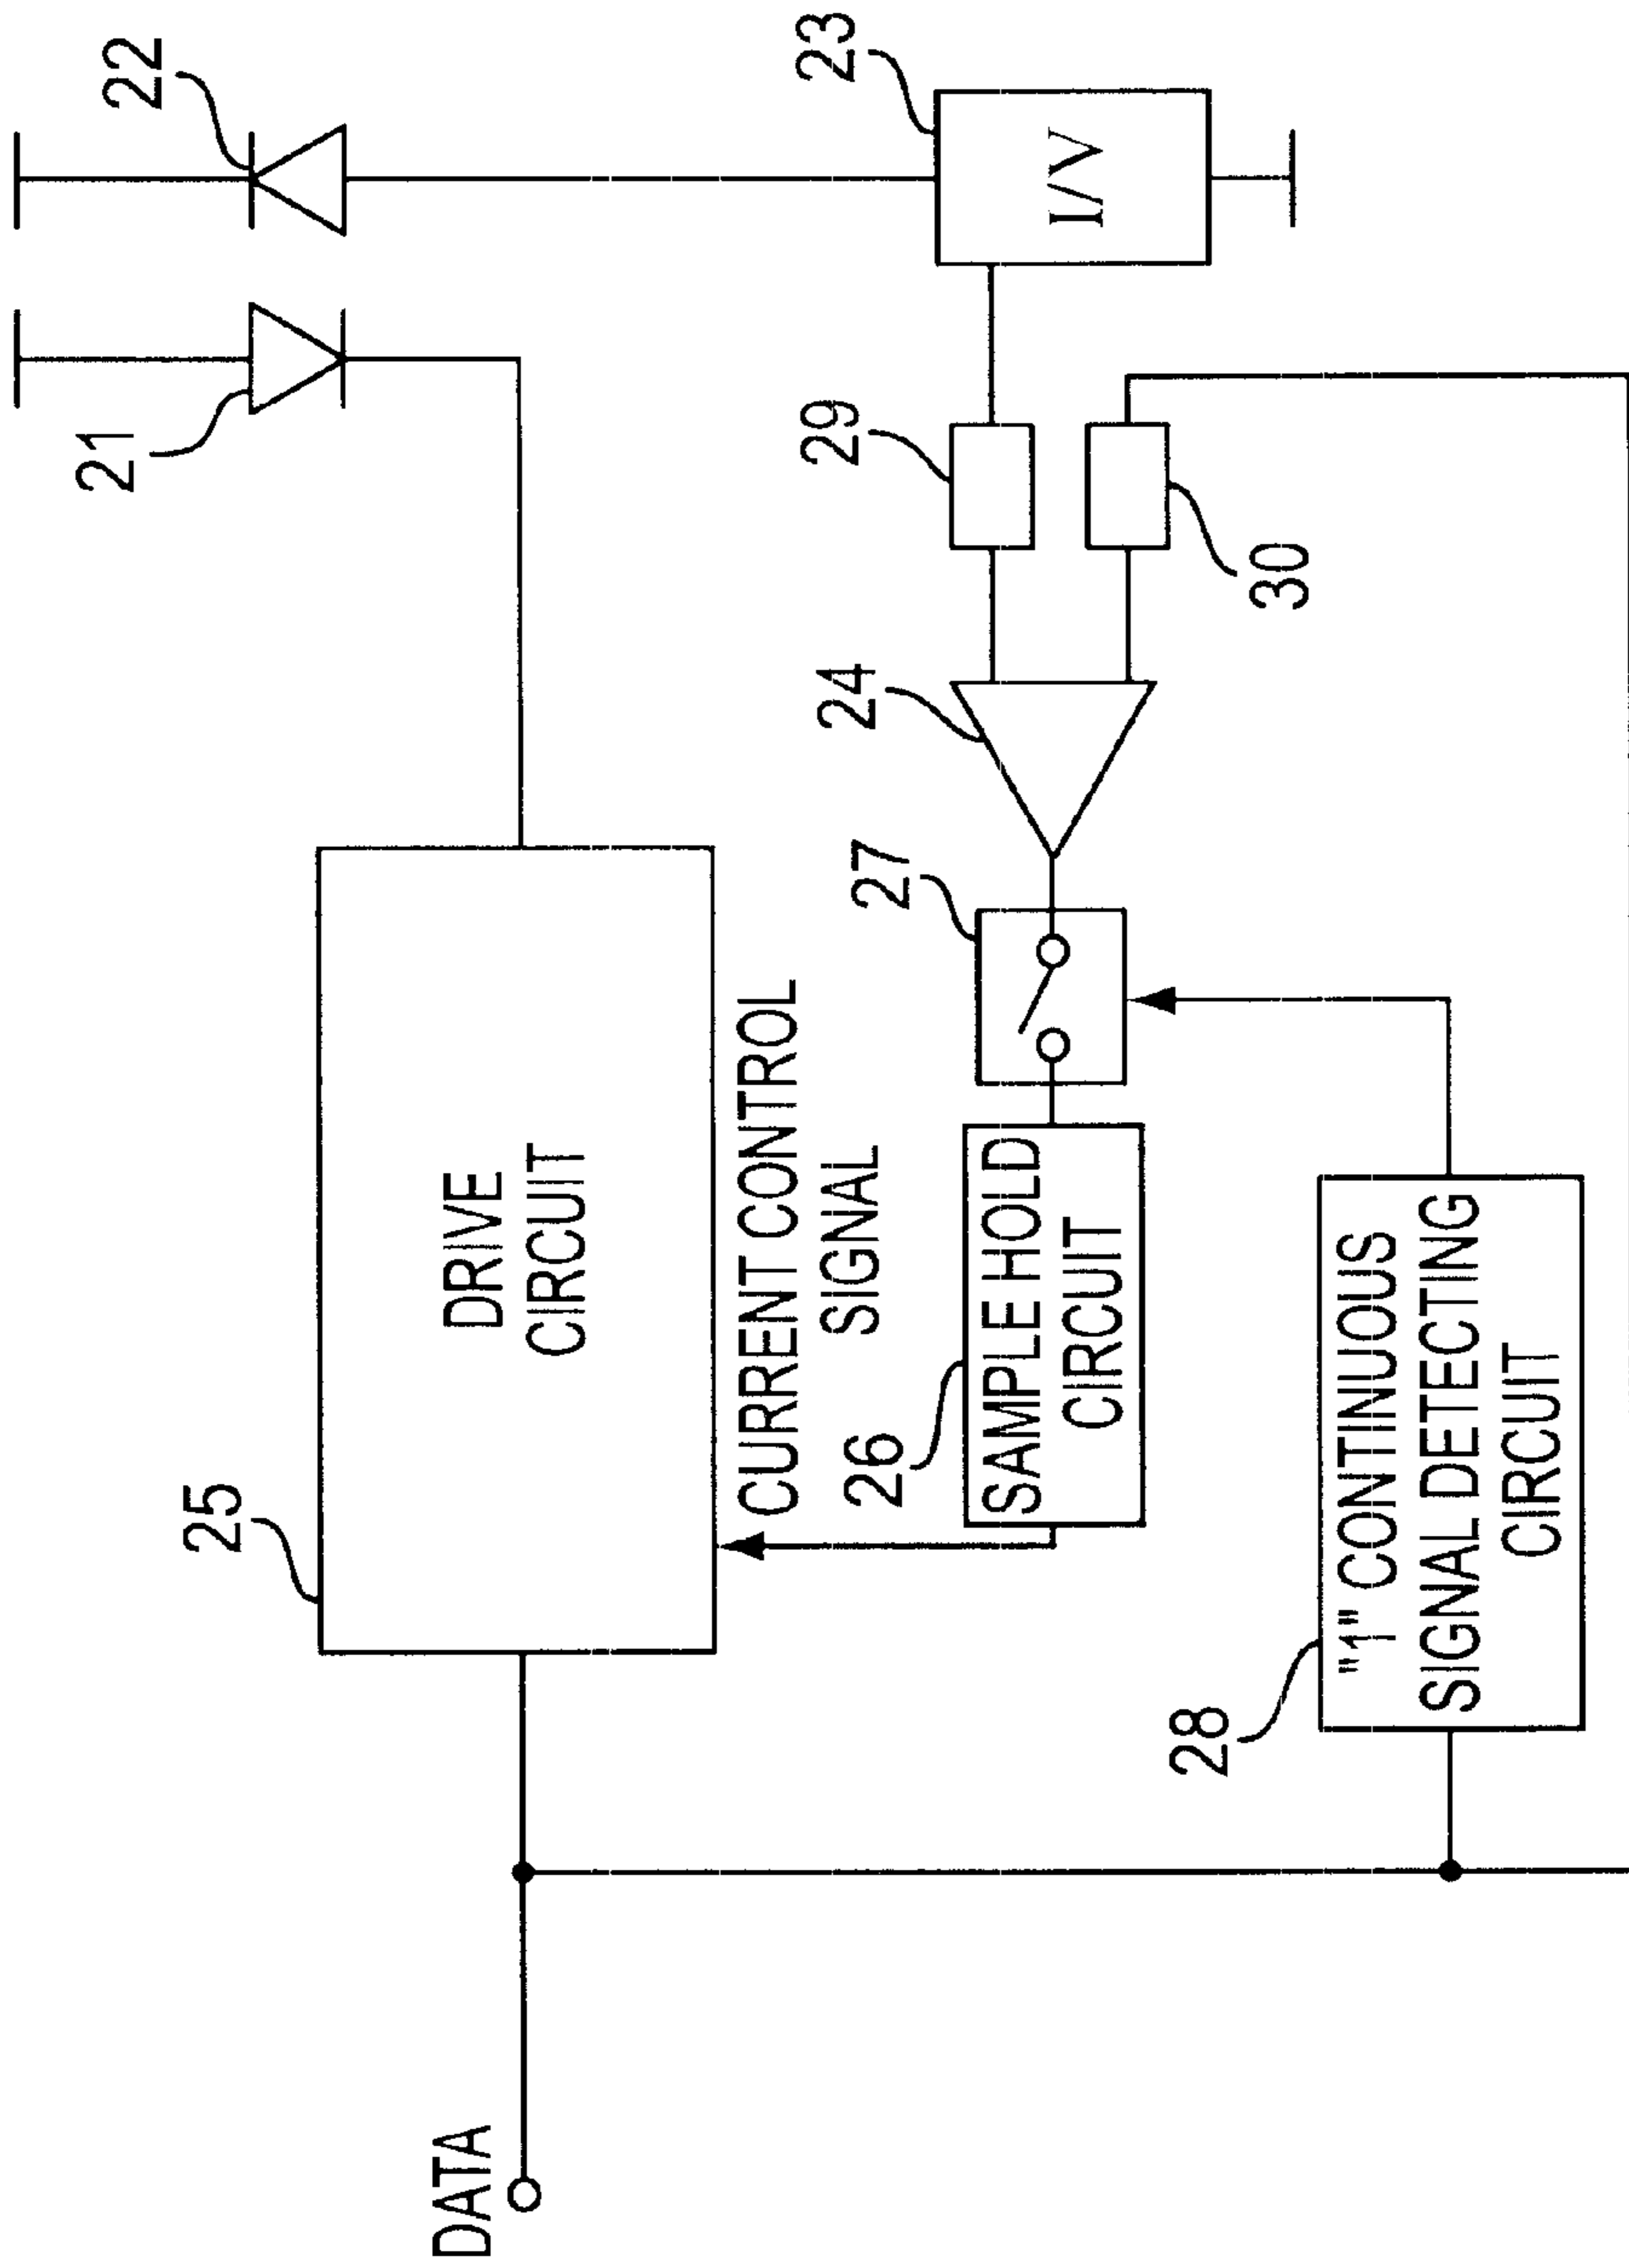 22
21
25
DRIVE
CIRCUIT
23
I/V
29
30
24
27
CURRENT CONTROL
SIGNAL
26
SAMPLE HOLD
CIRCUIT
28
"1" CONTINUOUS
SIGNAL DETECTING
CIRCUIT
DATA